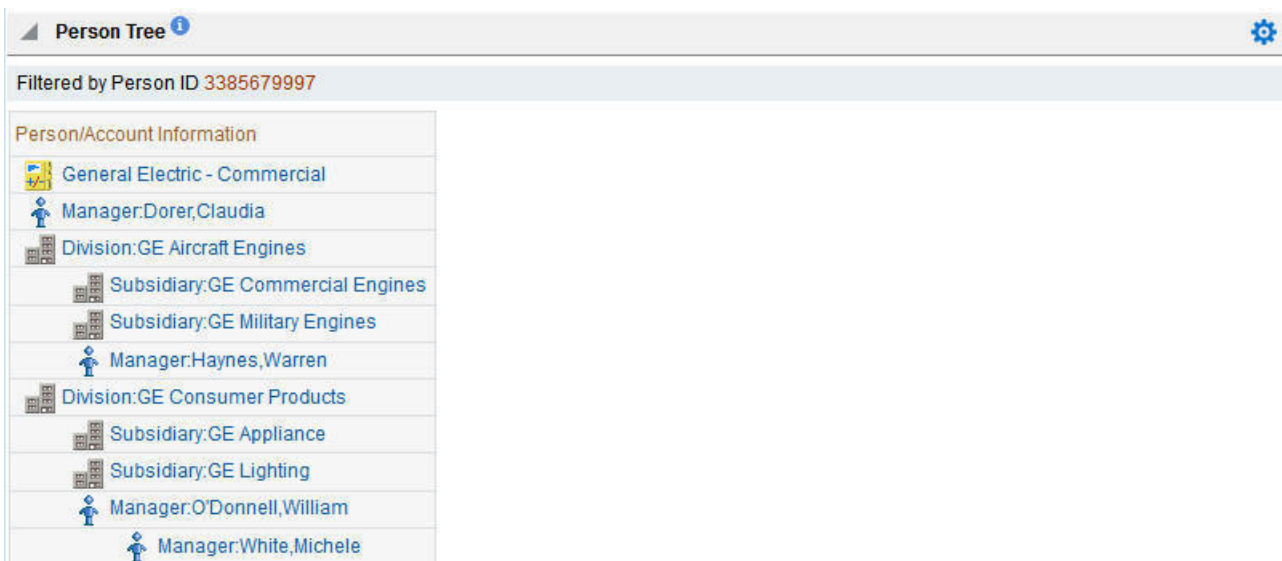 Person Tree
Filtered by Person ID 3385679997
Person/Account Information
General Electric - Commercial
Manager:Dorer,Claudia
Division:GE Aircraft Engines
Subsidiary:GE Commercial Engines
Subsidiary:GE Military Engines
Manager:Haynes,Warren
Division:GE Consumer Products
Subsidiary:GE Appliance
Subsidiary:GE Lighting
Manager:O'Donnell,William
Manager:White,Michele